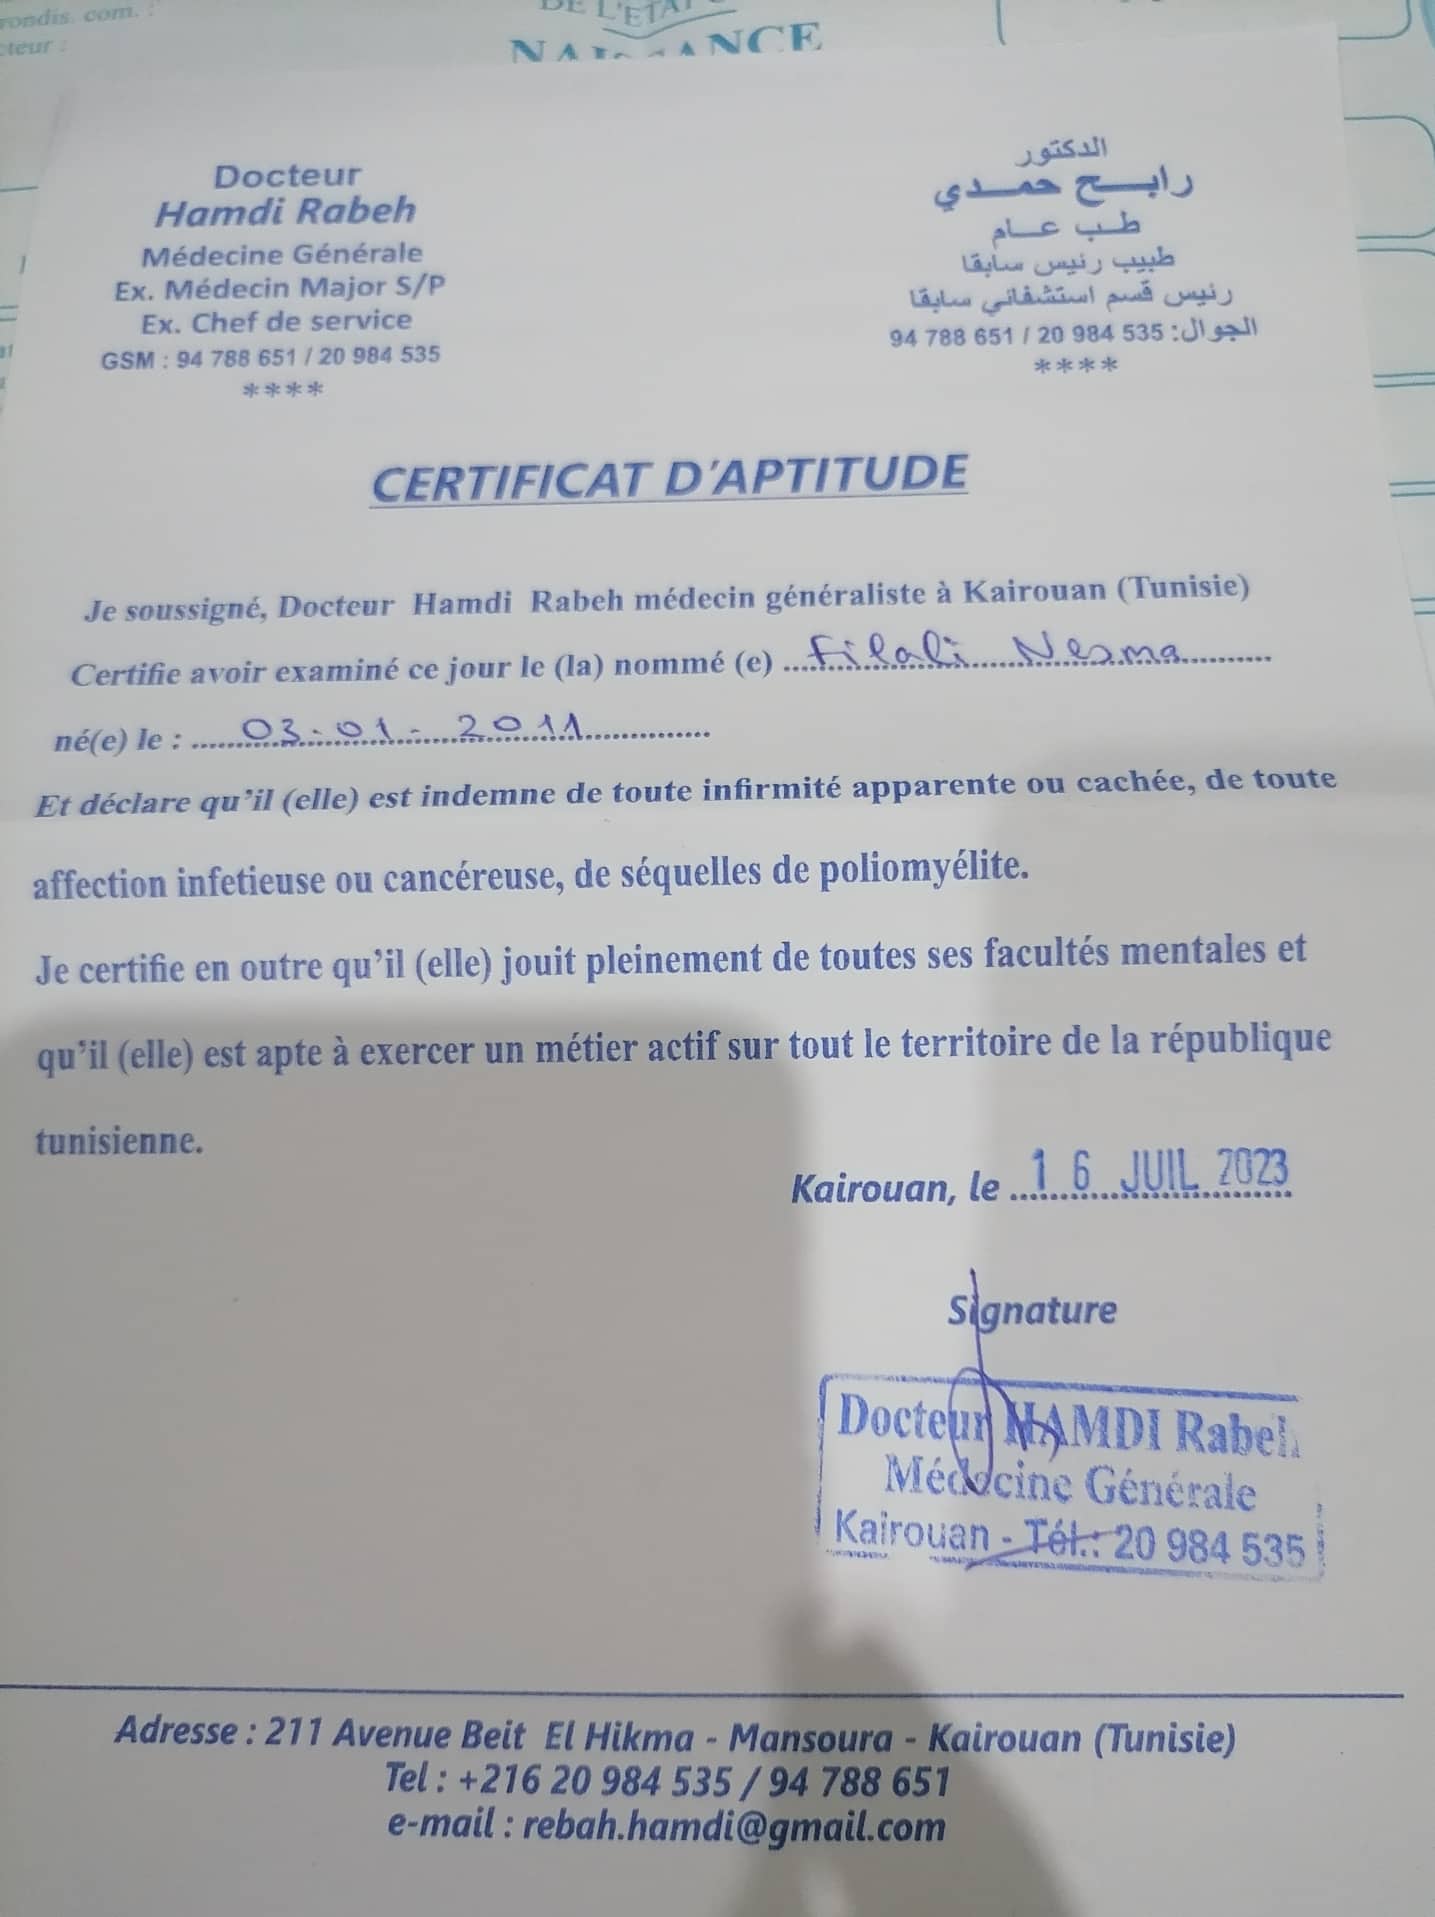 rondis. com. :
cteur :
DE L'ETAT
NAISSANCE
Docteur
Hamdi Rabeh
Médecine Générale
Ex. Médecin Major S/P
Ex. Chef de service
GSM : 94 788 651 / 20 984 535
****
الدكتور
رابح حمدي
طب عام
طبيب رئيس سابقا
رئيس قسم استشفائي سابقا
الجوال: 535 984 20 / 651 788 94
****
CERTIFICAT D'APTITUDE
Je soussigné, Docteur Hamdi Rabeh médecin généraliste à Kairouan (Tunisie)
Certifie avoir examiné ce jour le (la) nommé (e) Filali Nesma
né(e) le : 03-01-2011
Et déclare qu'il (elle) est indemne de toute infirmité apparente ou cachée, de toute
affection infetieuse ou cancéreuse, de séquelles de poliomyélite.
Je certifie en outre qu'il (elle) jouit pleinement de toutes ses facultés mentales et
qu'il (elle) est apte à exercer un métier actif sur tout le territoire de la république
tunisienne.
Kairouan, le 16 JUIL 2023
Signature
Docteur HAMDI Rabeh
Médecine Générale
Kairouan - Tél.: 20 984 535
Adresse : 211 Avenue Beit El Hikma - Mansoura - Kairouan (Tunisie)
Tel : +216 20 984 535 / 94 788 651
e-mail : rebah.hamdi@gmail.com